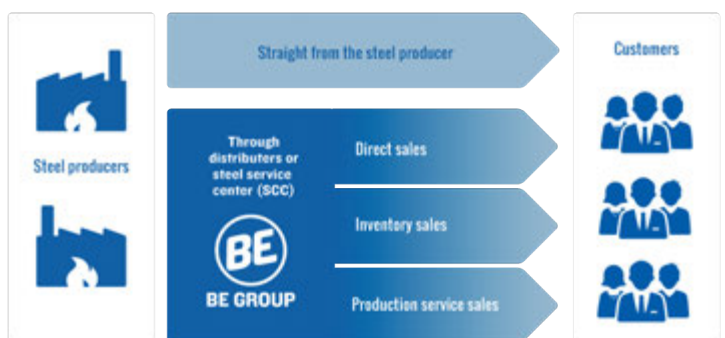 Straight from the steel producer
Customers
Steel producers
Through
distributors or
steel service
center (SCC)
BE
BE GROUP
Direct sales
Inventory sales
Production service sales